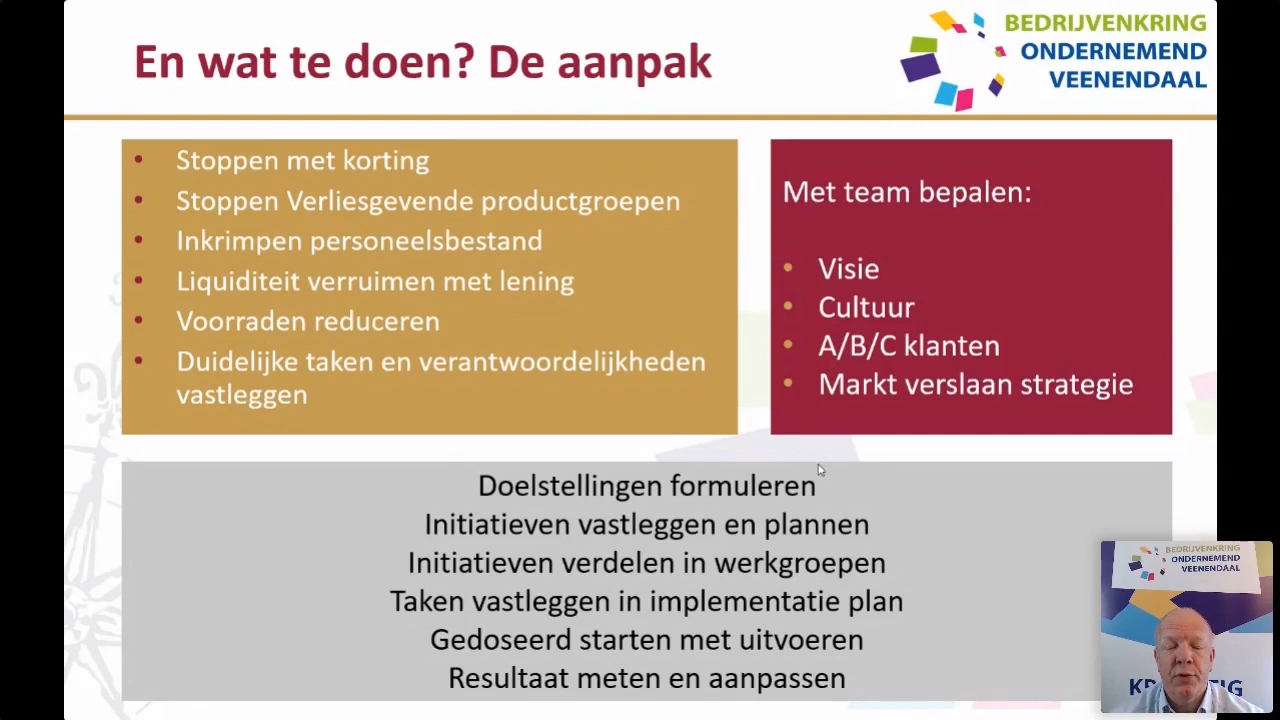 En wat te doen? De aanpak
BEDRIJVENKRING
ONDERNEMEND
VEENENDAAL
• Stoppen met korting
• Stoppen Verliesgevende productgroepen
• Inkrimpen personeelsbestand
• Liquiditeit verruimen met lening
• Voorraden reduceren
• Duidelijke taken en verantwoordelijkheden
vastleggen
Met team bepalen:
• Visie
• Cultuur
• A/B/C klanten
• Markt verslaan strategie
Doelstellingen formuleren
Initiatieven vastleggen en plannen
Initiatieven verdelen in werkgroepen
Taken vastleggen in implementatie plan
Gedoseerd starten met uitvoeren
Resultaat meten en aanpassen
BEDRIJVENKRING
ONDERNEMEND
VEENENDAAL